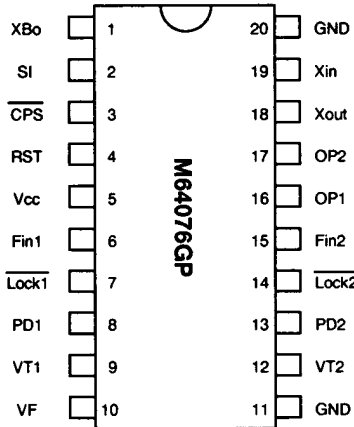 XBo 1 20 GND
SI 2 19 Xin
CPS 3 18 Xout
RST 4 17 OP2
Vcc 5 16 OP1
Fin1 6 15 Fin2
Lock1 7 14 Lock2
PD1 8 13 PD2
VT1 9 12 VT2
VF 10 11 GND
M64076GP